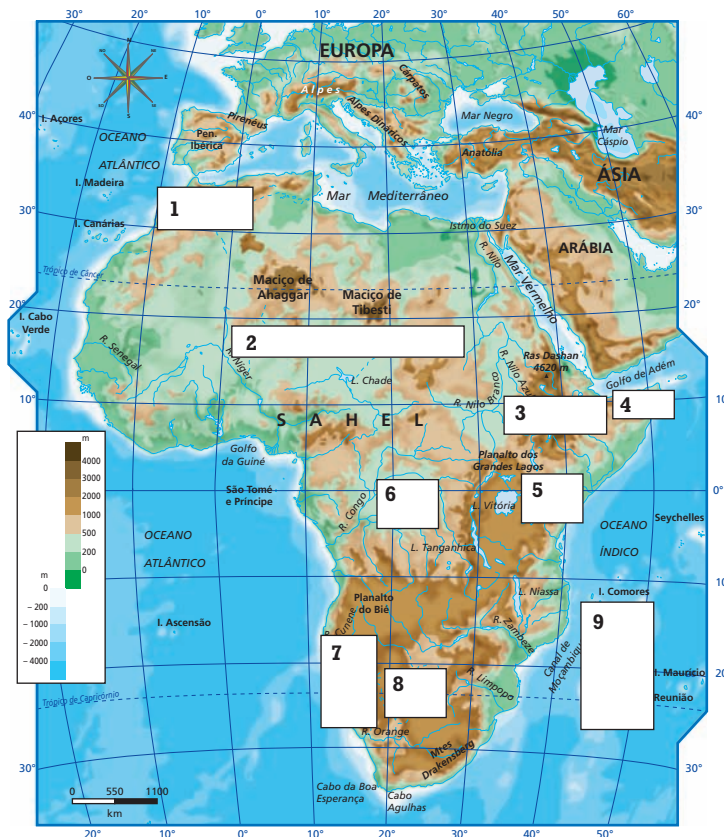 20° 10° 0° 10° 20° 30° 40° 50° 60°
EUROPA
Alpes
Cárpatos
Pirenéus
Alpes Dináricos
Mar Negro
Mar
Cáspio
40° 40°
I. Açores
OCEANO
ATLÂNTICO
Pen.
Ibérica
Anatólia
ÁSIA
I. Madeira
Mar Mediterrâneo
30° 30°
1
I. Canárias
Istmo do Suez
R. Nilo
ARÁBIA
Mar. Vermelho
Trópico de Câncer
Maciço de
Ahaggar
Maciço de
Tibesti
20° 20°
I. Cabo
Verde
2
R. Senegal
R. Níger
L. Chade
Ras Dashan
4620 m
R. Nilo Azul
R. Nilo Branco
Golfo de Adém
10° 10°
3
4
SAHEL
Golfo
da Guiné
Planalto dos
Grandes Lagos
m
4000
3000
2000
1000
500
200
0
m
0
– 200
– 1000
– 2000
– 4000
São Tomé
e Príncipe
6
5
0°
R. Congo
L. Vitória
Seychelles
OCEANO
ATLÂNTICO
OCEANO
ÍNDICO
L. Tanganhica
10°
L. Niassa
I. Comores
Planalto
do Bié
I. Ascensão
R. Zambeze
9
7
Canal de
20°
8
R. Limpopo
I. Maurício
Reunião
Trópico de Capricórnio
R. Orange
Mtes
Drakensberg
30° 30°
0 550 1100
km
Cabo da Boa
Esperança
Cabo
Agulhas
20° 10° 0° 10° 20° 30° 40° 50° 60°